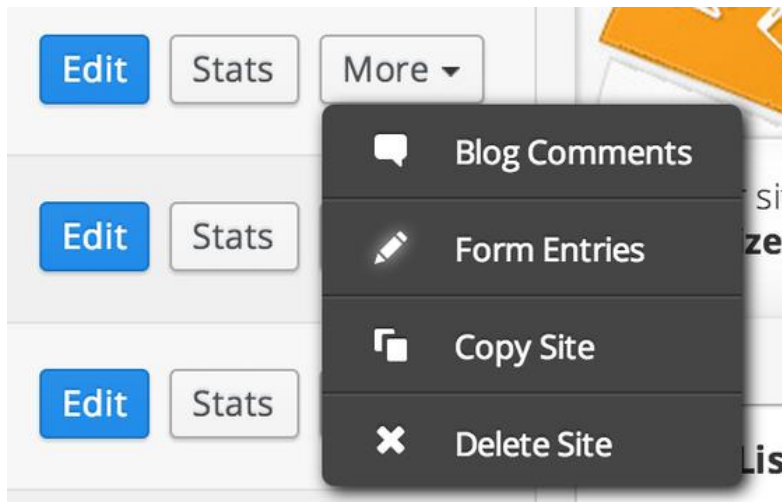 Edit Stats More
Blog Comments
Edit Stats
Form Entries
Copy Site
Edit Stats
Delete Site